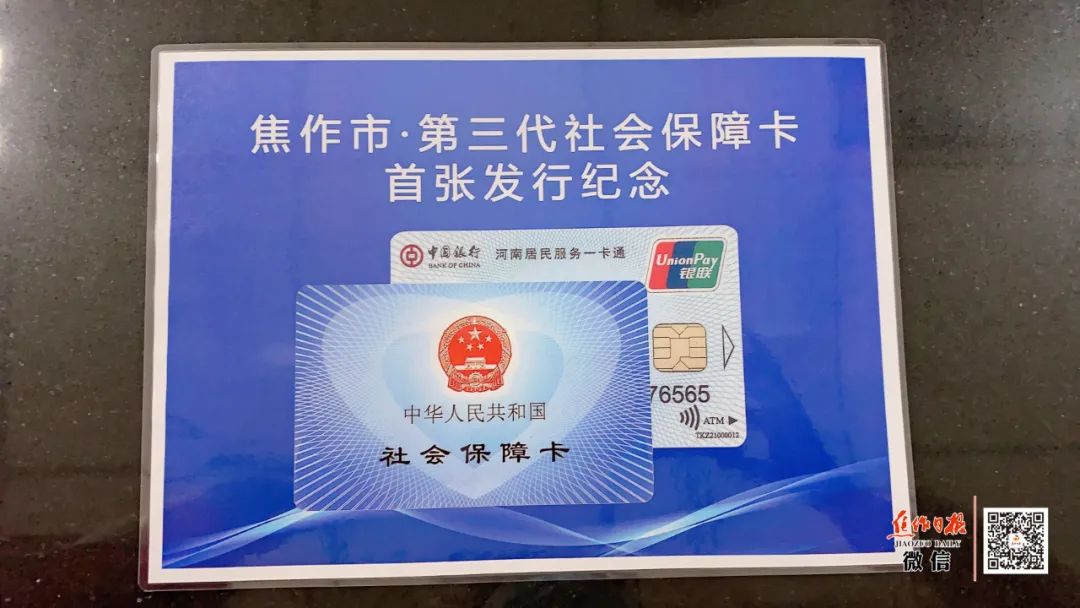 焦作市·第三代社会保障卡
首张发行纪念
中国银行 河南居民服务一卡通
BANK OF CHINA
UnionPay
银联
中华人民共和国
社会保障卡
76565
ATM
TKZ21000012
焦作日报
JIAOZUO DAILY
微信